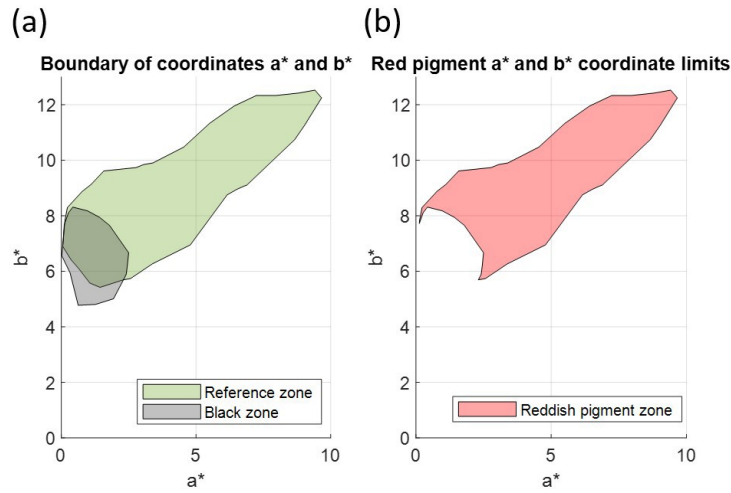 (a)
Boundary of coordinates a* and b*
12
10
8
6
4
2
0
b*
0
5
10
a*
Reference zone
Black zone
(b)
Red pigment a* and b* coordinate limits
12
10
8
6
4
2
0
b*
0
5
10
a*
Reddish pigment zone